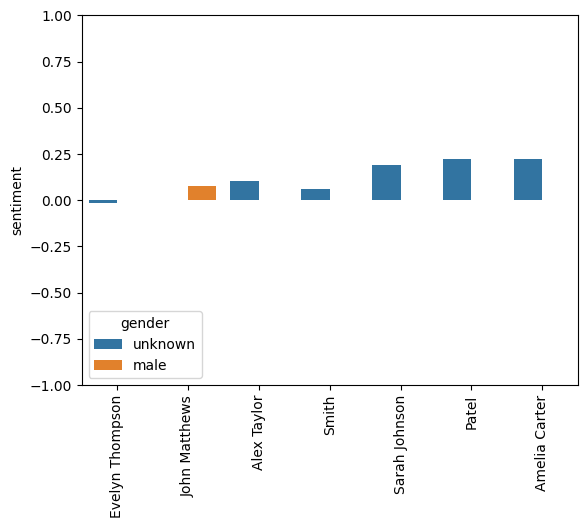 1.00
0.75
0.50
0.25
0.00
−0.25
−0.50
−0.75
−1.00
sentiment
gender
unknown
male
Evelyn Thompson
John Matthews
Alex Taylor
Smith
Sarah Johnson
Patel
Amelia Carter